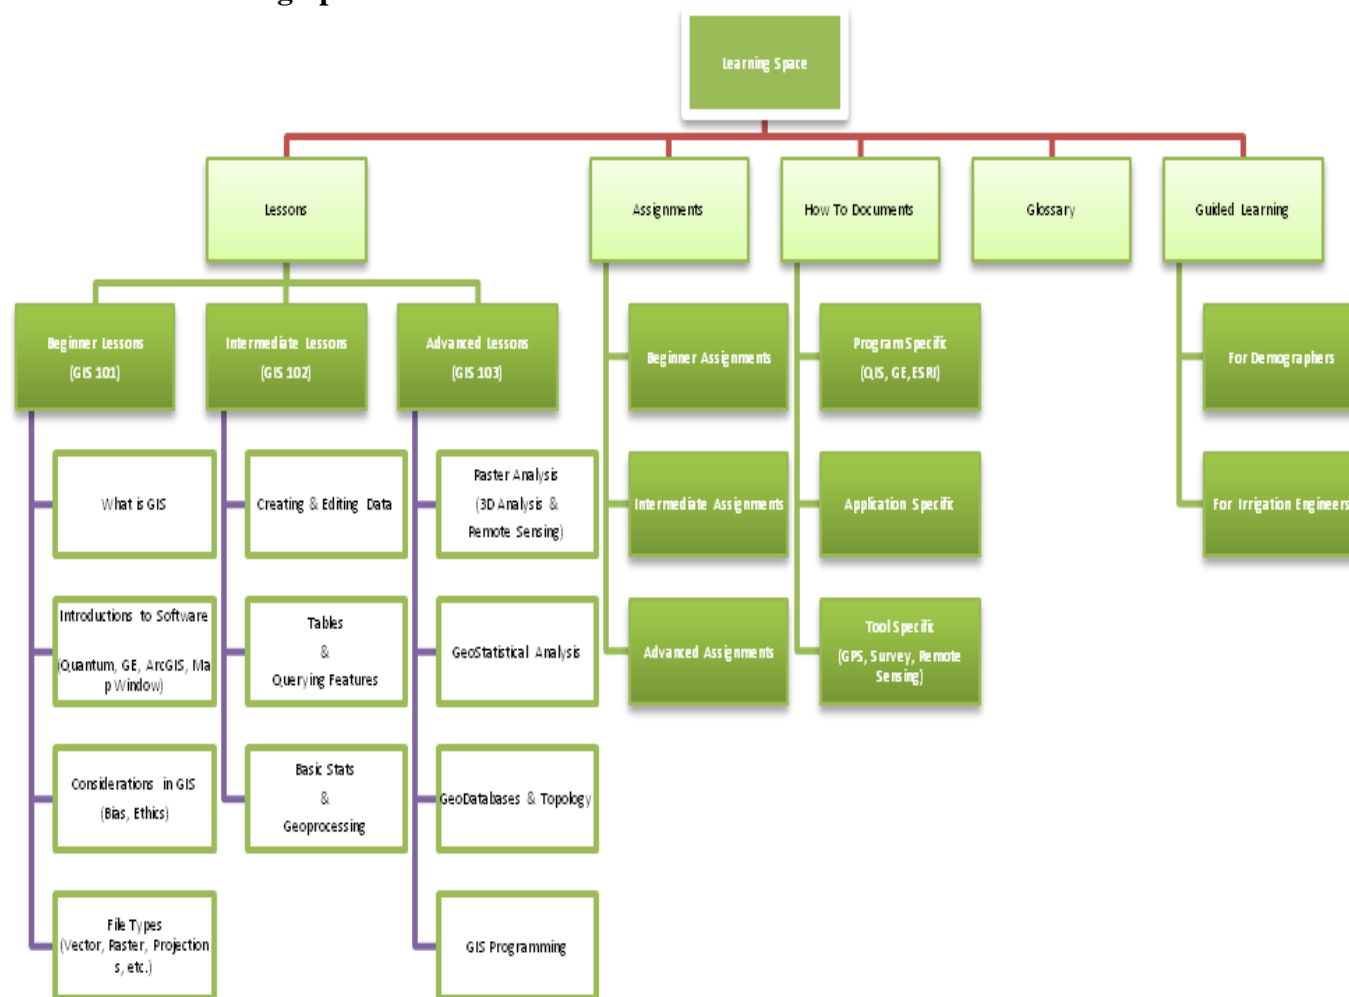 Learning Space
Lessons
Assignments
How To Documents
Glossary
Guided Learning
Beginner Lessons
(GIS 101)
Intermediate Lessons
(GIS 102)
Advanced Lessons
(GIS 103)
Beginner Assignments
Program Specific
(QIS, GE, ESRI)
For Demographers
What is GIS
Creating & Editing Data
Raster Analysis
(3D Analysis &
Remote Sensing)
Intermediate Assignments
Application Specific
For Irrigation Engineers
Introductions to Software
(Quantum, GE, ArcGIS, Ma
p Window)
Tables
&
Querying Features
GeoStatistical Analysis
Advanced Assignments
Tool Specific
(GPS, Survey, Remote
Sensing)
Considerations in GIS
(Bias, Ethics)
Basic Stats
&
Geoprocessing
GeoDatabases & Topology
File Types
(Vector, Raster, Projection
s, etc.)
GIS Programming